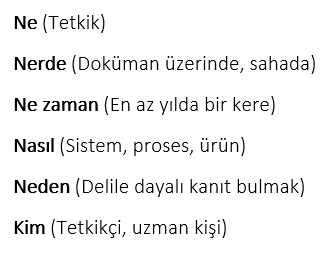 Ne (Tetkik)
Nerde (Doküman üzerinde, sahada)
Ne zaman (En az yılda bir kere)
Nasıl (Sistem, proses, ürün)
Neden (Delile dayalı kanıt bulmak)
Kim (Tetkikçi, uzman kişi)